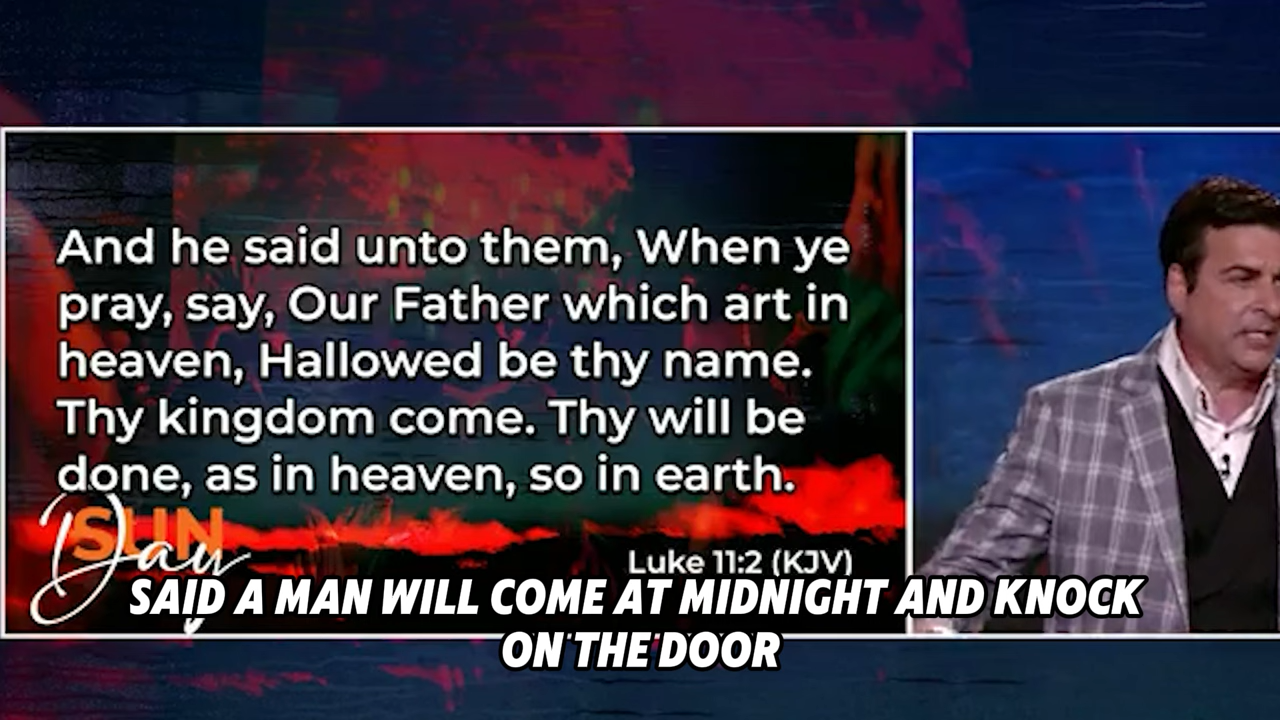 And he said unto them, When ye
pray, say, Our Father which art in
heaven, Hallowed be thy name.
Thy kingdom come. Thy will be
done, as in heaven, so in earth.
SUN
Day
Luke 11:2 (KJV)
SAID A MAN WILL COME AT MIDNIGHT AND KNOCK
ON THE DOOR